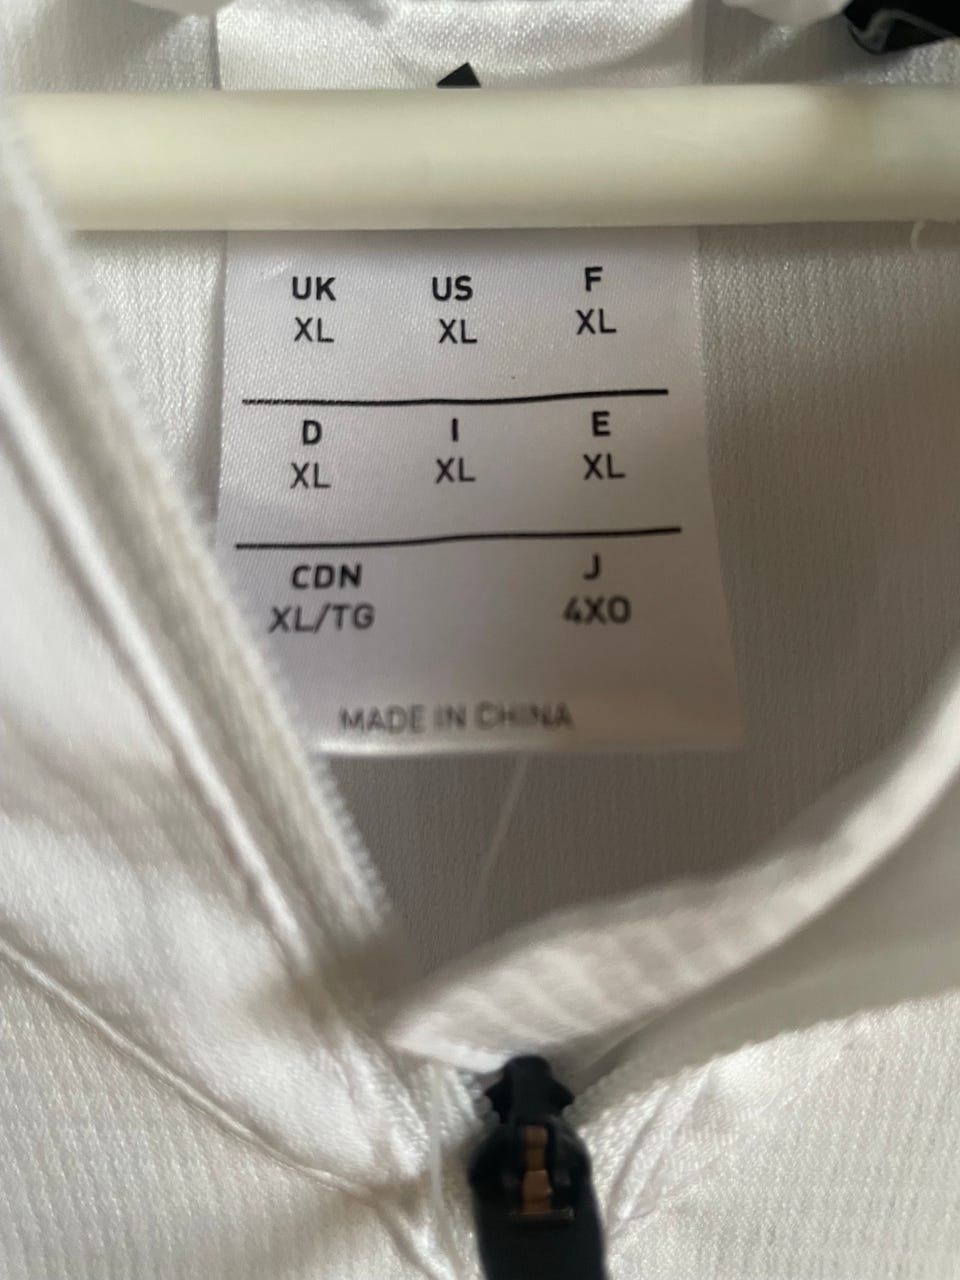 UK US F
XL XL XL
D I E
XL XL XL
CDN J
XL/TG 4XO
MADE IN CHINA